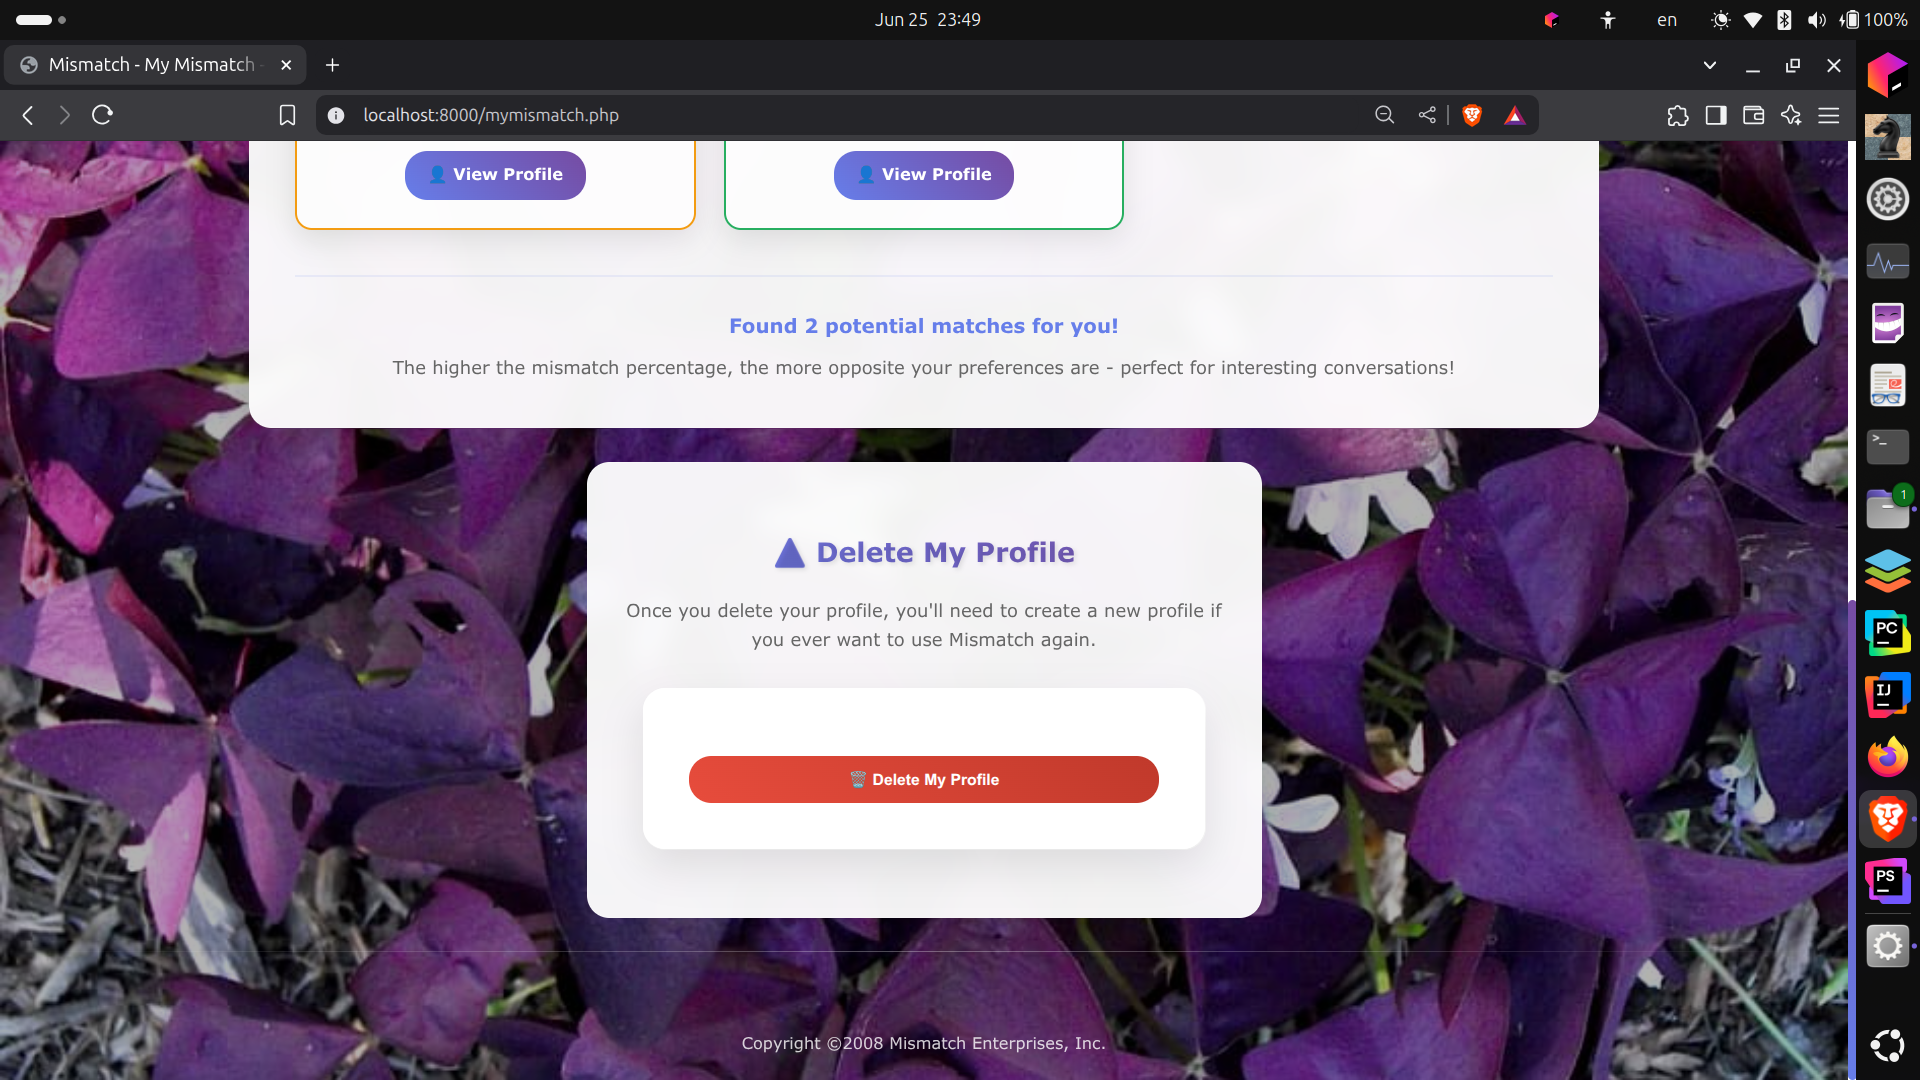 Jun 25 23:49
en
100%
Mismatch - My Mismatch -
localhost:8000/mymismatch.php
👤 View Profile
👤 View Profile
Found 2 potential matches for you!
The higher the mismatch percentage, the more opposite your preferences are - perfect for interesting conversations!
Delete My Profile
Once you delete your profile, you'll need to create a new profile if
you ever want to use Mismatch again.
🗑️ Delete My Profile
Copyright ©2008 Mismatch Enterprises, Inc.
>_
1
PC
IJ
PS